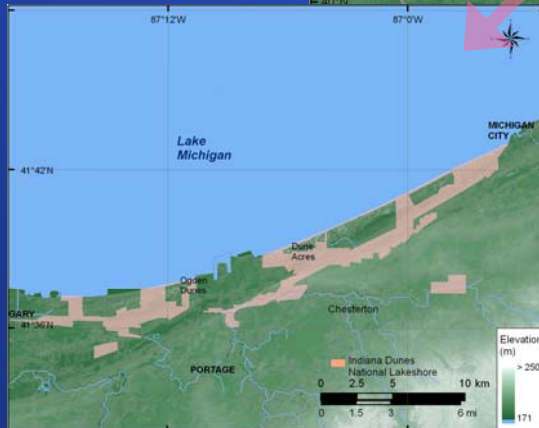 87°12'W
87°0'W
MICHIGAN
CITY
Lake
Michigan
41°42'N
Dune
Acres
Ogden
Dunes
GARY
41°36'N
Chesterton
PORTAGE
Indiana Dunes
National Lakeshore
0 2.5 5 10 km
0 1.5 3 6 mi
Elevation
(m)
> 250
171